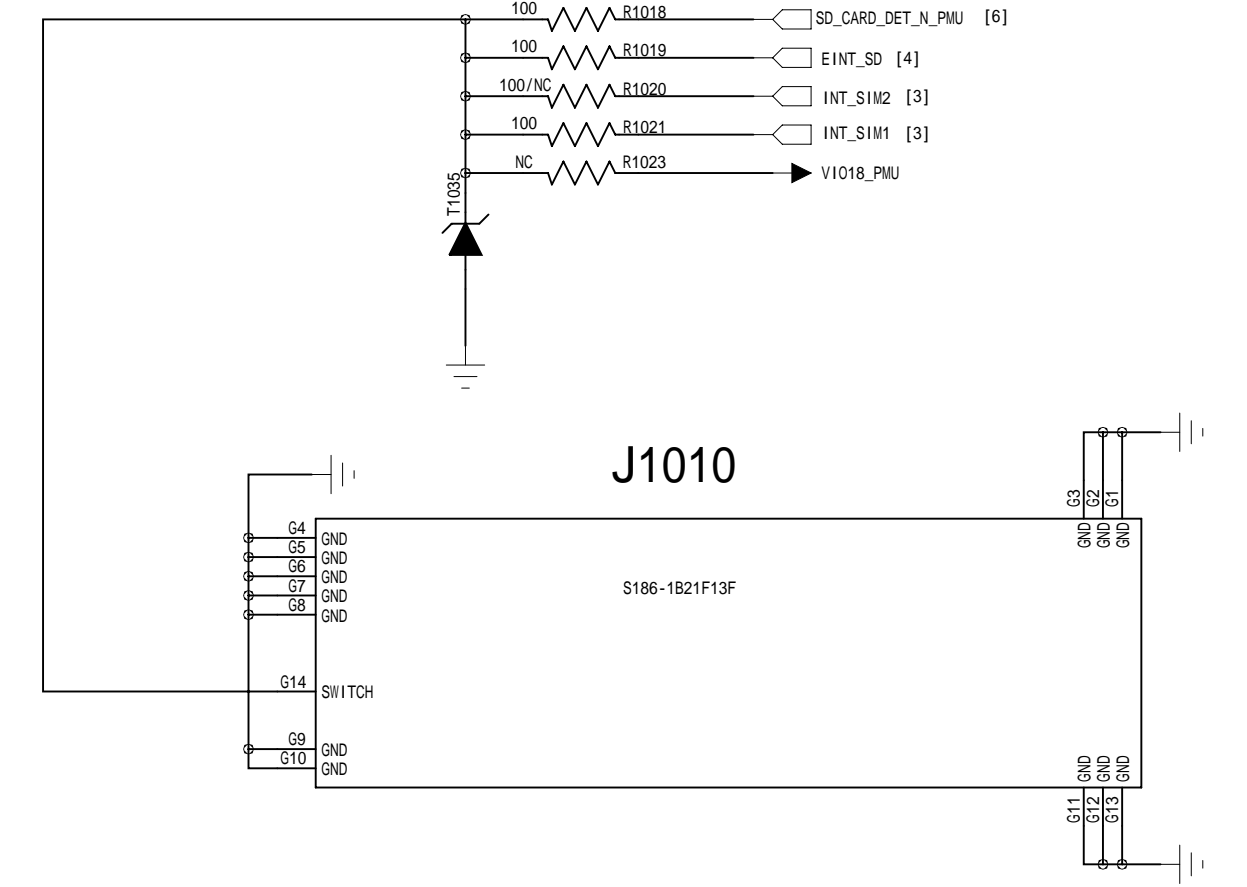 100 R1018 SD_CARD_DET_N_PMU [6]
100 R1019 EINT_SD [4]
100/NC R1020 INT_SIM2 [3]
100 R1021 INT_SIM1 [3]
NC R1023 VIO18_PMU
T1035
J1010
G3 G2 G1
GND GND GND
G4 GND
G5 GND
G6 GND
G7 GND
G8 GND
S186-1B21F13F
G14 SWITCH
G9 GND
G10 GND
GND GND GND
G11 G12 G13